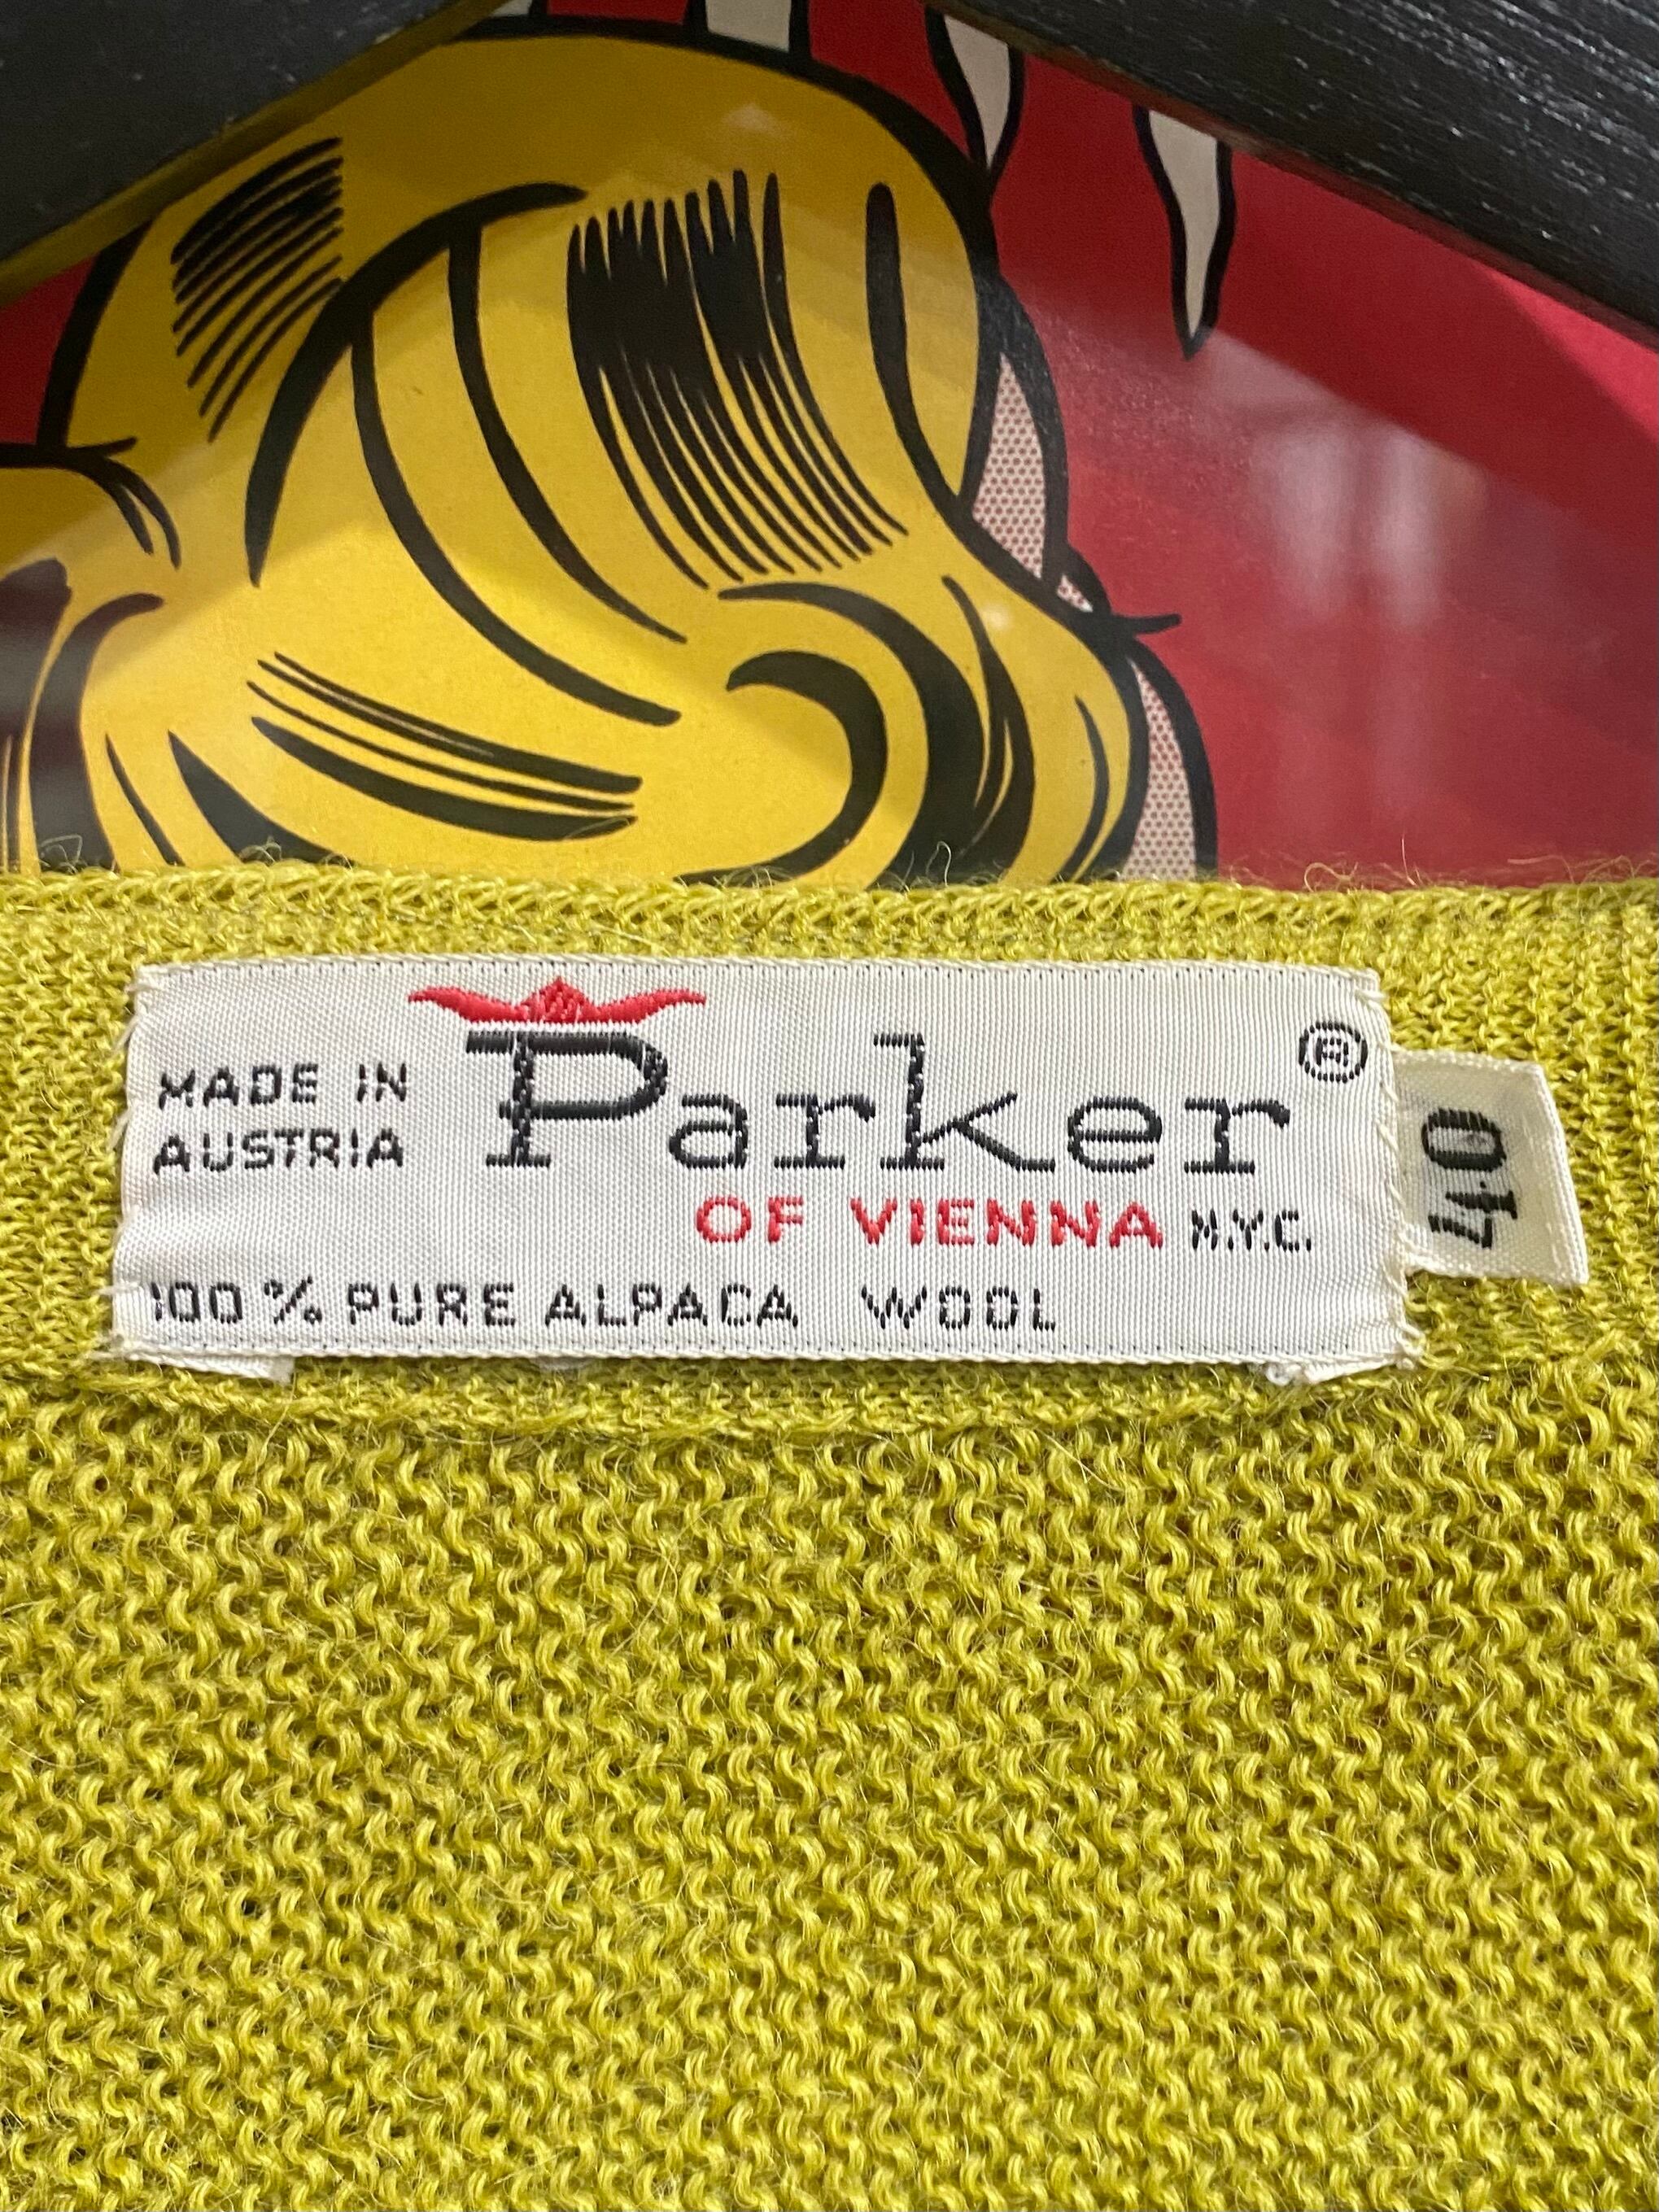 MADE IN
AUSTRIA
Parker®
OF VIENNA N.Y.C.
100% PURE ALPACA WOOL
40